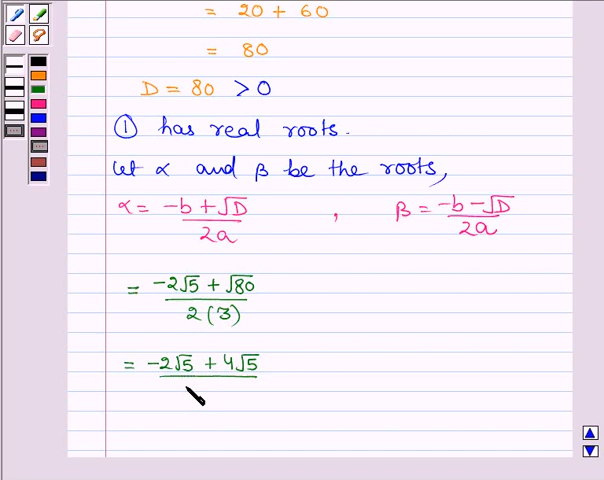 = 20 + 60
= 80
D = 80 > 0
① has real roots.
Let α and β be the roots,
α = (-b + √D)/2a , β = (-b - √D)/2a
= (-2√5 + √80)/2(3)
= -2√5 + 4√5